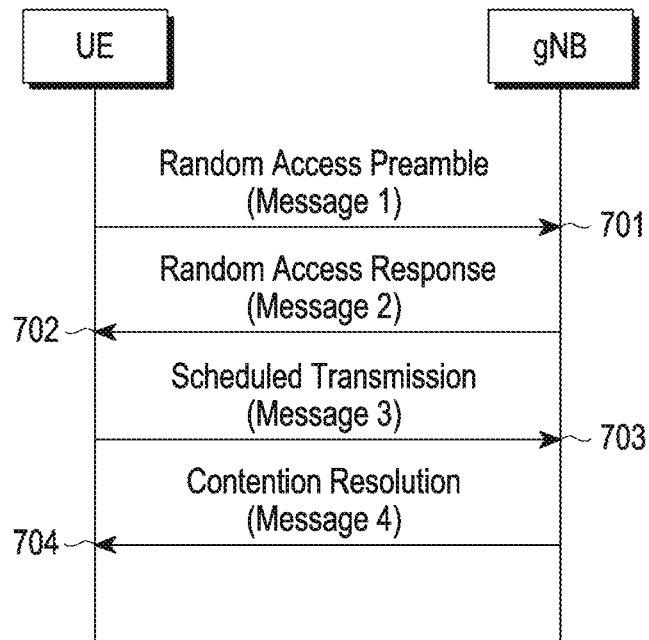 UE
gNB
Random Access Preamble
(Message 1)
701
Random Access Response
(Message 2)
702
Scheduled Transmission
(Message 3)
703
Contention Resolution
(Message 4)
704